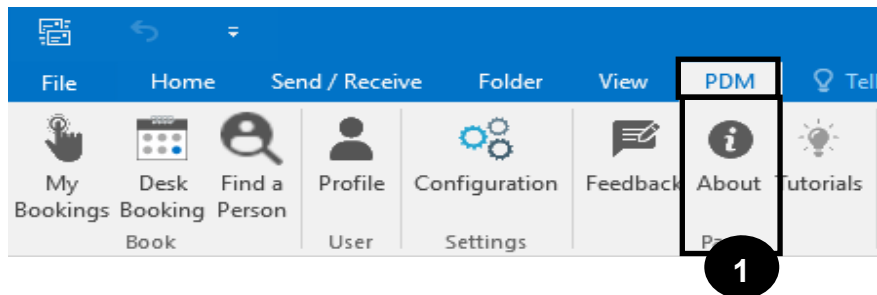 File Home Send / Receive Folder View PDM Tell
My Bookings Desk Booking Find a Person Profile Configuration Feedback About Tutorials
Book User Settings
1